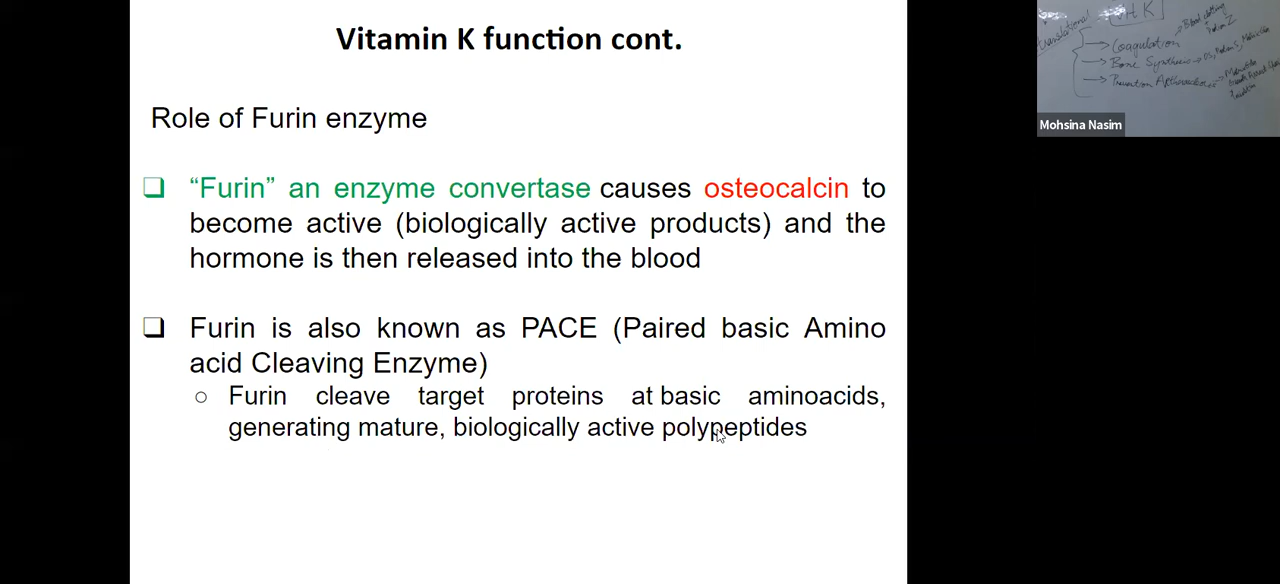 Vitamin K function cont.
Role of Furin enzyme
❑ “Furin” an enzyme convertase causes osteocalcin to
become active (biologically active products) and the
hormone is then released into the blood
❑ Furin is also known as PACE (Paired basic Amino
acid Cleaving Enzyme)
○ Furin cleave target proteins at basic aminoacids,
generating mature, biologically active polypeptides
K
Blood clotting
Coagulation
Bone Synthesis
Mohsina Nasim